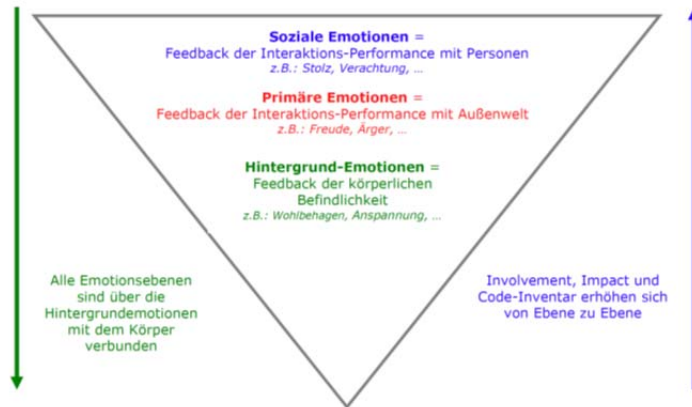 Soziale Emotionen =
Feedback der Interaktions-Performance mit Personen
z.B.: Stolz, Verachtung, ...
Primäre Emotionen =
Feedback der Interaktions-Performance mit Außenwelt
z.B.: Freude, Ärger, ...
Hintergrund-Emotionen =
Feedback der körperlichen
Befindlichkeit
z.B.: Wohlbehagen, Anspannung, ...
Alle Emotionsebenen
sind über die
Hintergrundemotionen
mit dem Körper
verbunden
Involvement, Impact und
Code-Inventar erhöhen sich
von Ebene zu Ebene